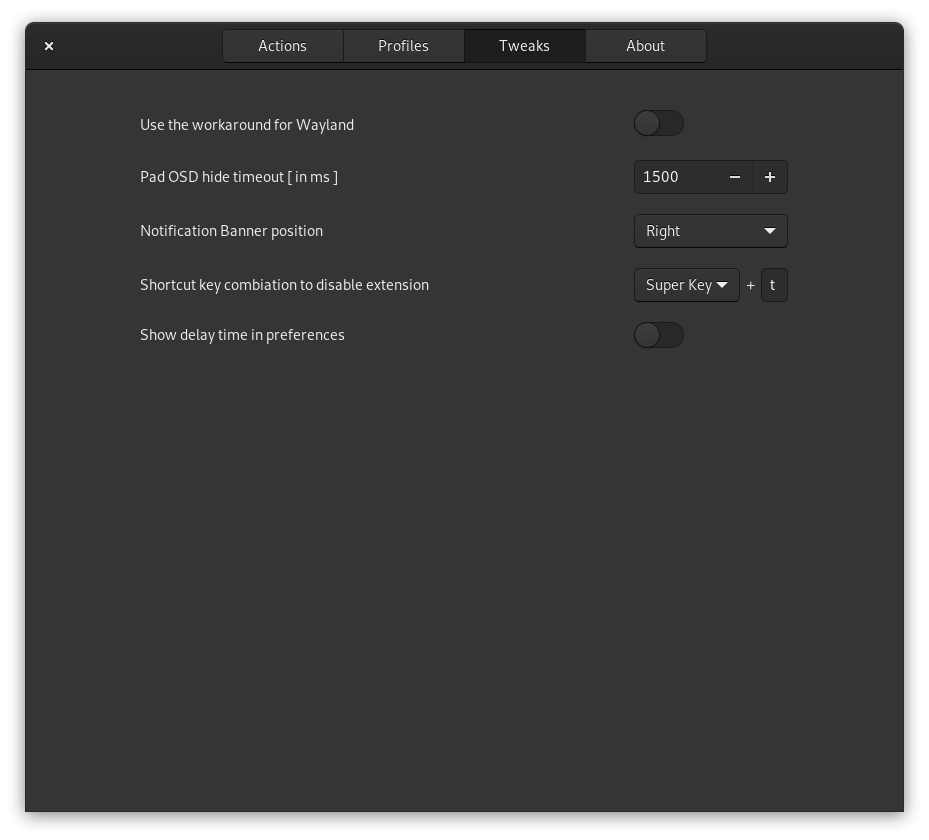 Actions Profiles Tweaks About
Use the workaround for Wayland
Pad OSD hide timeout [ in ms ] 1500 − +
Notification Banner position Right
Shortcut key combiation to disable extension Super Key + t
Show delay time in preferences